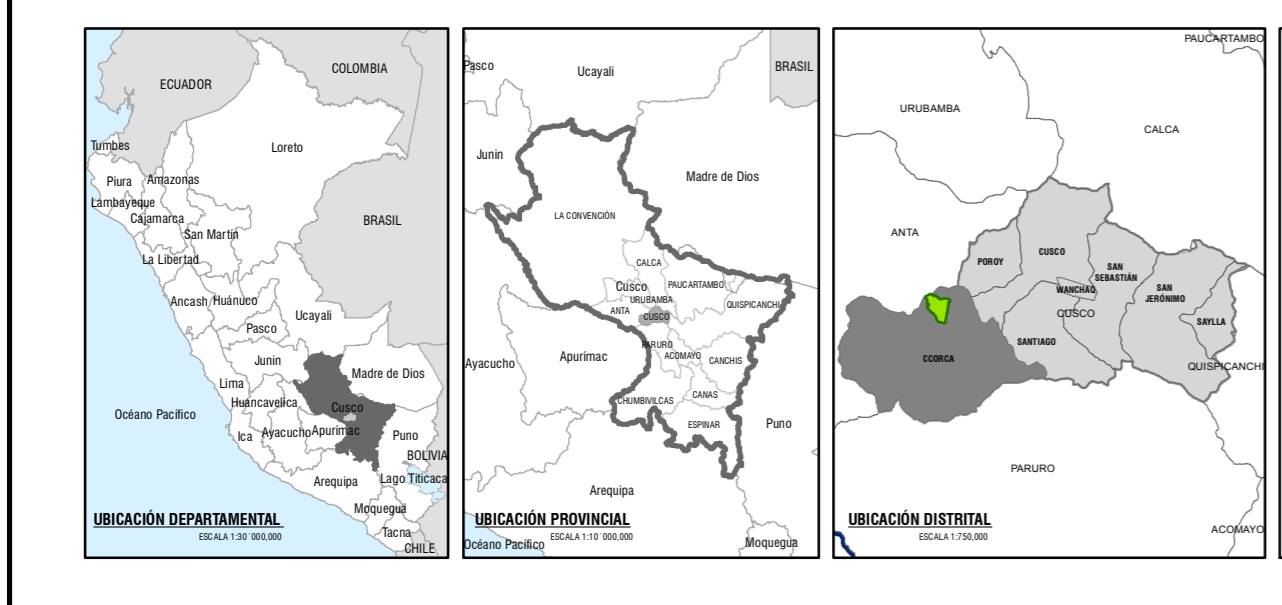 ECUADOR
COLOMBIA
Tumbes
Loreto
Piura
Amazonas
Lambayeque
Cajamarca
San Martín
BRASIL
La Libertad
Ancash
Huánuco
Ucayali
Pasco
Junin
Lima
Madre de Dios
Huancavelica
Cusco
Océano Pacífico
Ica
Ayacucho
Apurímac
Puno
BOLIVIA
Arequipa
Lago Titicaca
Moquegua
Tacna
CHILE
UBICACIÓN DEPARTAMENTAL
ESCALA 1:30´000,000
Pasco
Ucayali
BRASIL
Junin
Madre de Dios
LA CONVENCIÓN
CALCA
Cusco
PAUCARTAMBO
URUBAMBA
QUISPICANCHI
ANTA
CUSCO
PARURO
ACOMAYO
CANCHIS
Ayacucho
Apurímac
CHUMBIVILCAS
CANAS
ESPINAR
Puno
Arequipa
UBICACIÓN PROVINCIAL
ESCALA 1:10´000,000
Océano Pacífico
Moquegua
PAUCARTAMBO
URUBAMBA
CALCA
ANTA
POROY
CUSCO
SAN
SEBASTIÁN
SAN
JERÓNIMO
WANCHAQ
CUSCO
SAYLLA
SANTIAGO
CCORCA
QUISPICANCHI
PARURO
UBICACIÓN DISTRITAL
ESCALA 1:750,000
ACOMAYO